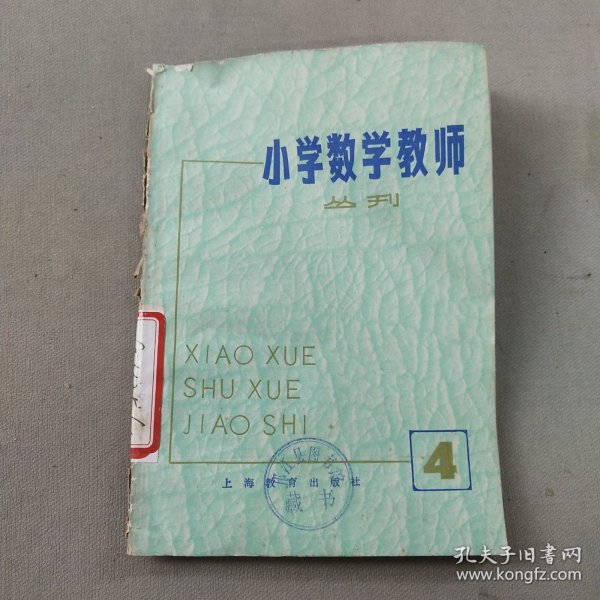 小学数学教师
丛刊
XIAO XUE
SHU XUE
JIAO SHI
4
上海教育出版社
藏书
孔夫子旧书网
www.kongfz.com